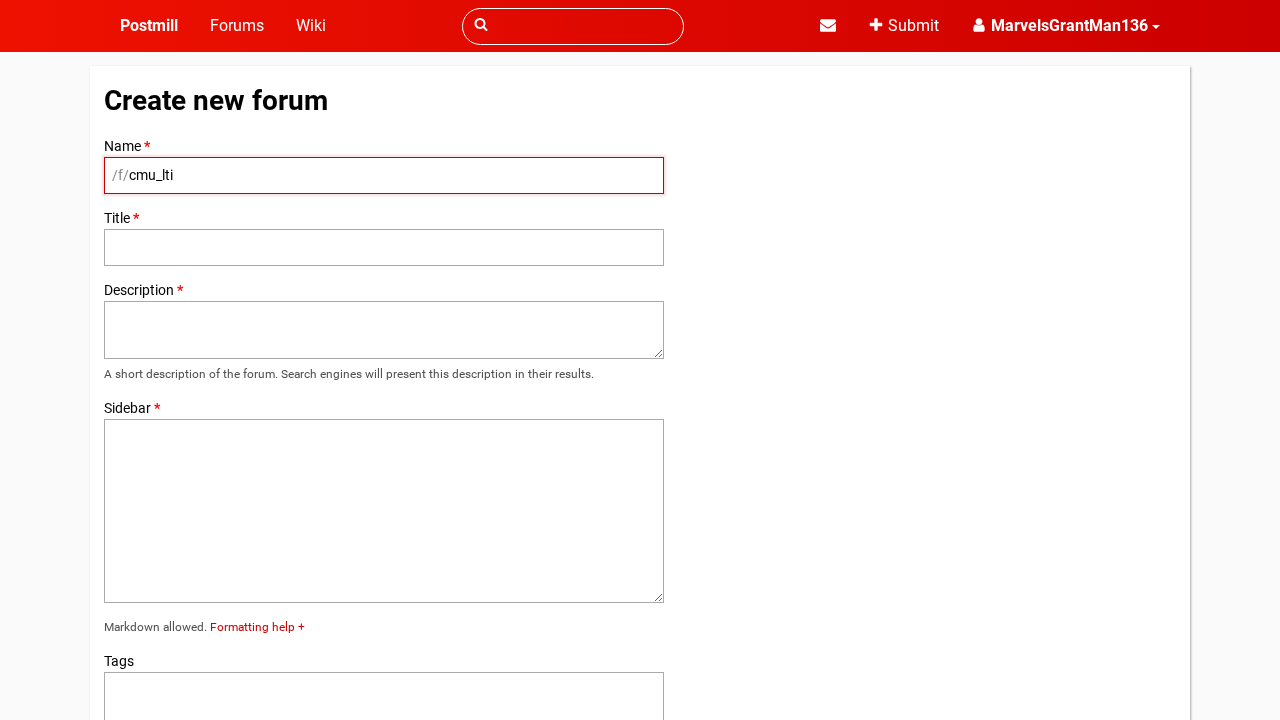 Postmill Forums Wiki Submit MarvelsGrantMan136
Create new forum
Name *
/f/cmu_lti
Title *
Description *
A short description of the forum. Search engines will present this description in their results.
Sidebar *
Markdown allowed. Formatting help +
Tags